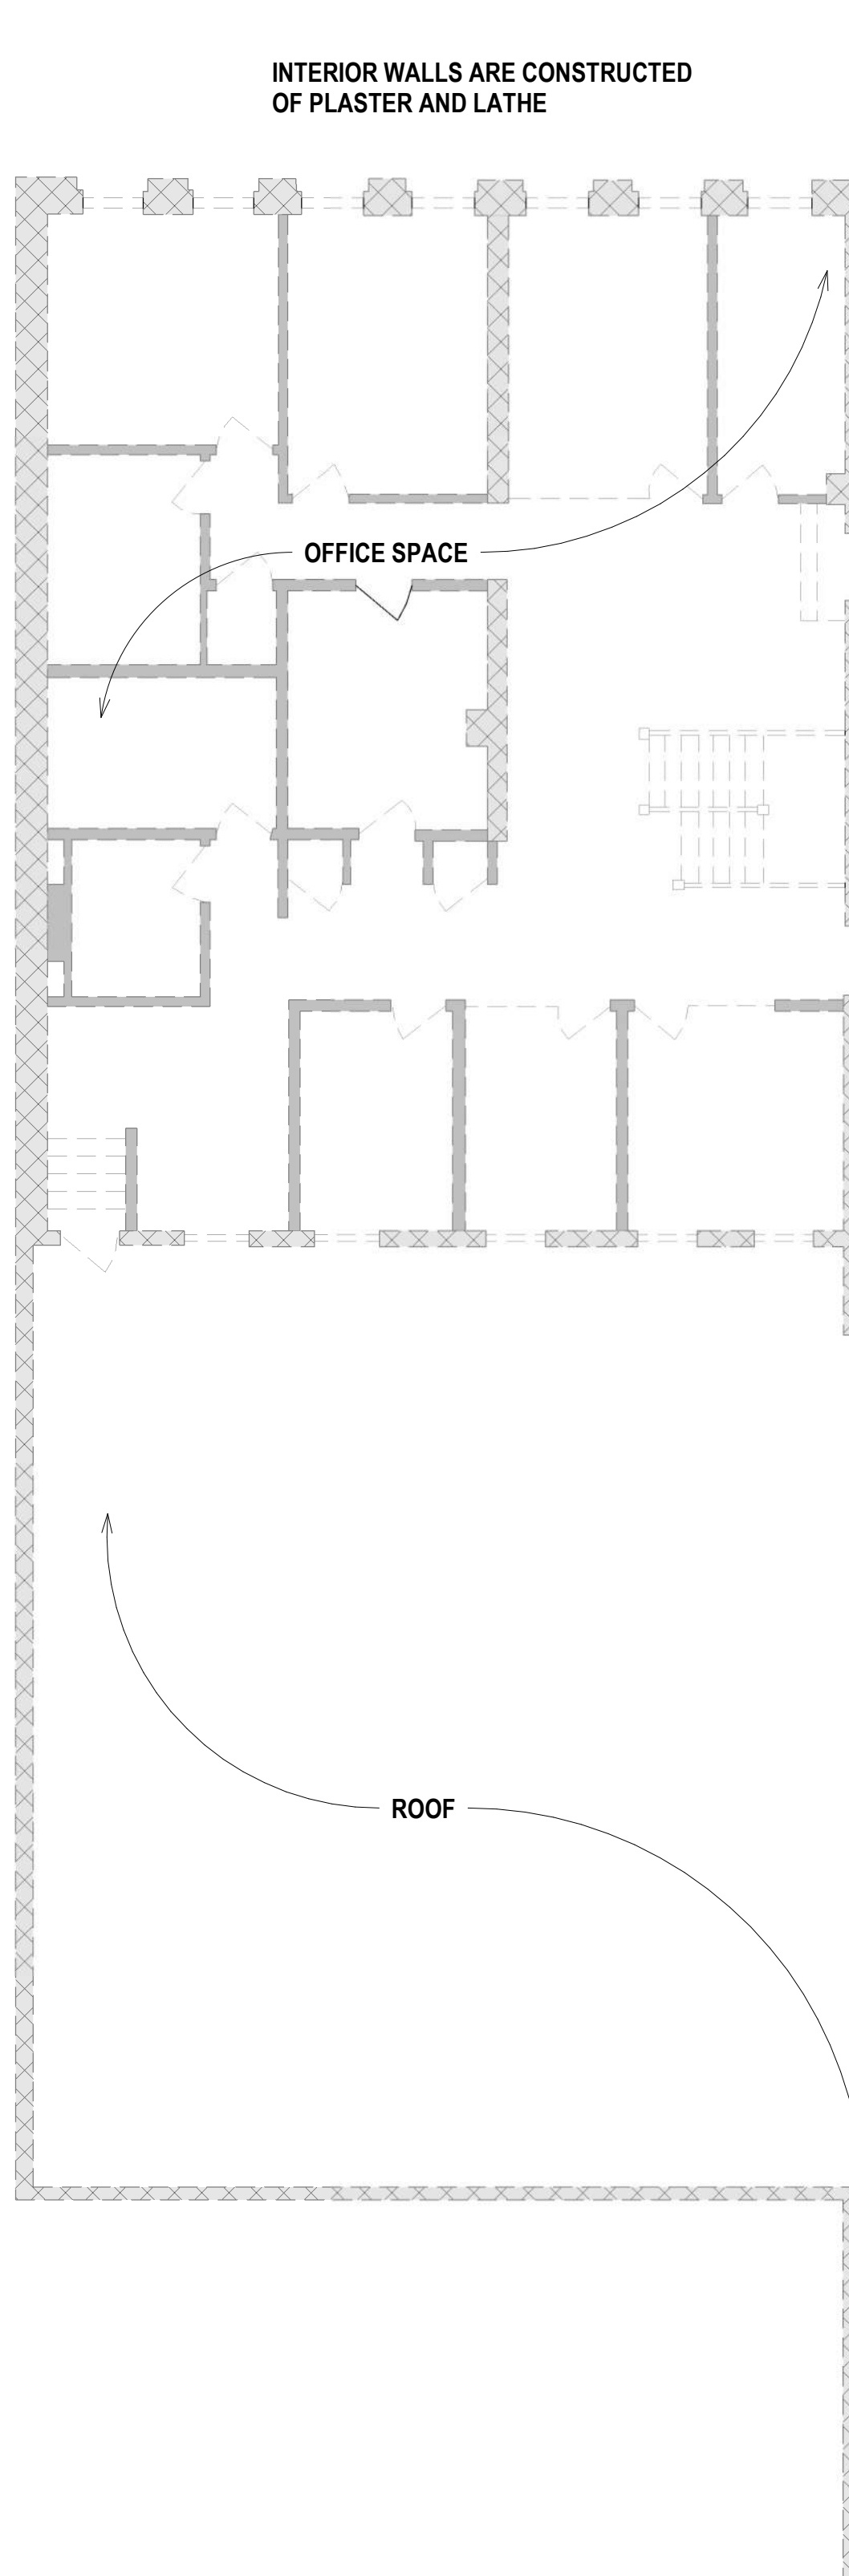 INTERIOR WALLS ARE CONSTRUCTED
OF PLASTER AND LATHE
OFFICE SPACE
ROOF